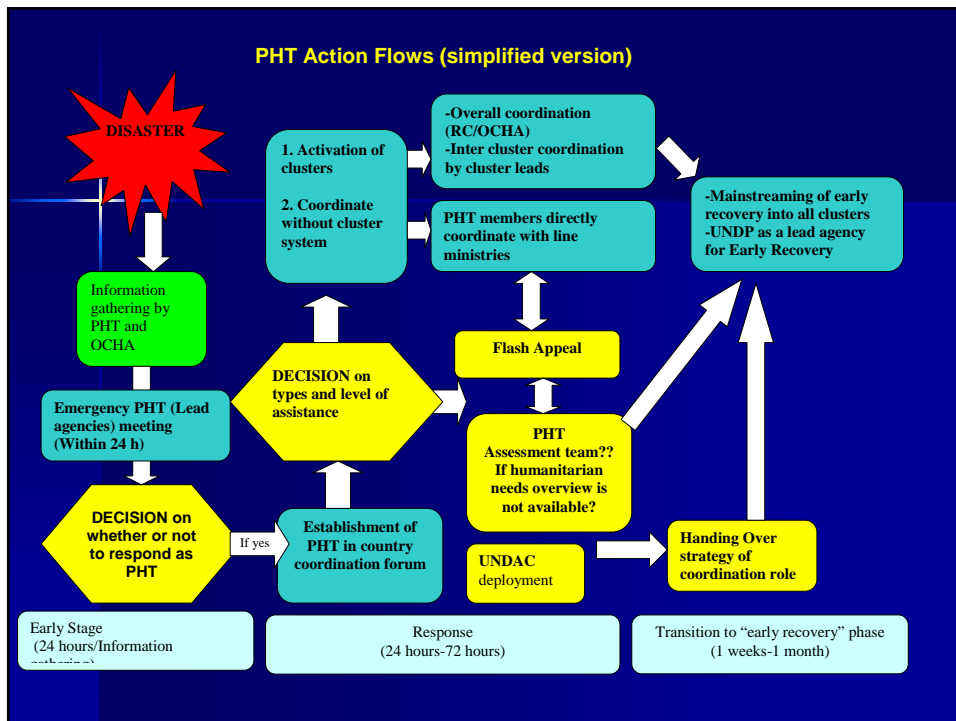 PHT Action Flows (simplified version)
DISASTER
Information
gathering by
PHT and
OCHA
Emergency PHT (Lead
agencies) meeting
(Within 24 h)
DECISION on
whether or not
to respond as
PHT
If yes
Establishment of
PHT in country
coordination forum
DECISION on
types and level of
assistance
1. Activation of
clusters
2. Coordinate
without cluster
system
-Overall coordination
(RC/OCHA)
-Inter cluster coordination
by cluster leads
PHT members directly
coordinate with line
ministries
Flash Appeal
PHT
Assessment team??
If humanitarian
needs overview is
not available?
UNDAC
deployment
Handing Over
strategy of
coordination role
-Mainstreaming of early
recovery into all clusters
-UNDP as a lead agency
for Early Recovery
Early Stage
(24 hours/Information
gathering)
Response
(24 hours-72 hours)
Transition to “early recovery” phase
(1 weeks-1 month)